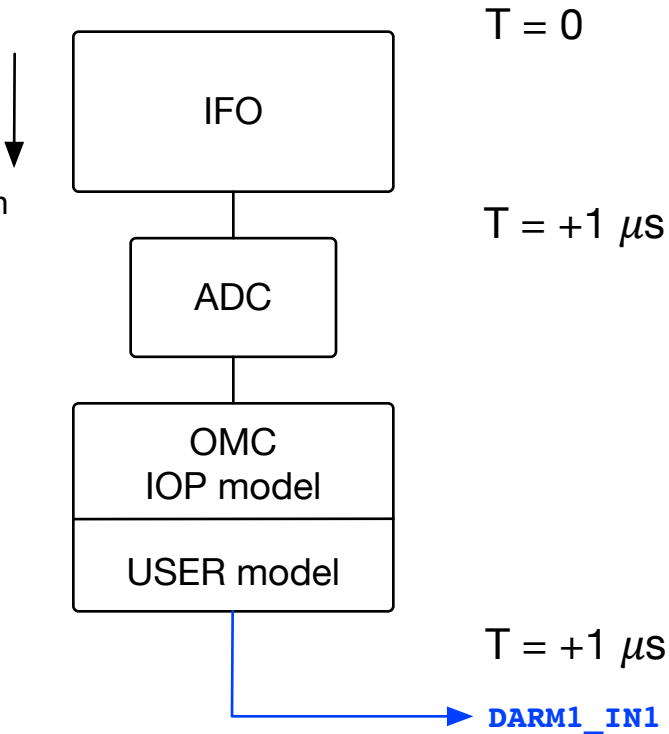 T = 0
IFO
n
T = +1 μs
ADC
OMC
IOP model
USER model
T = +1 μs
DARM1_IN1